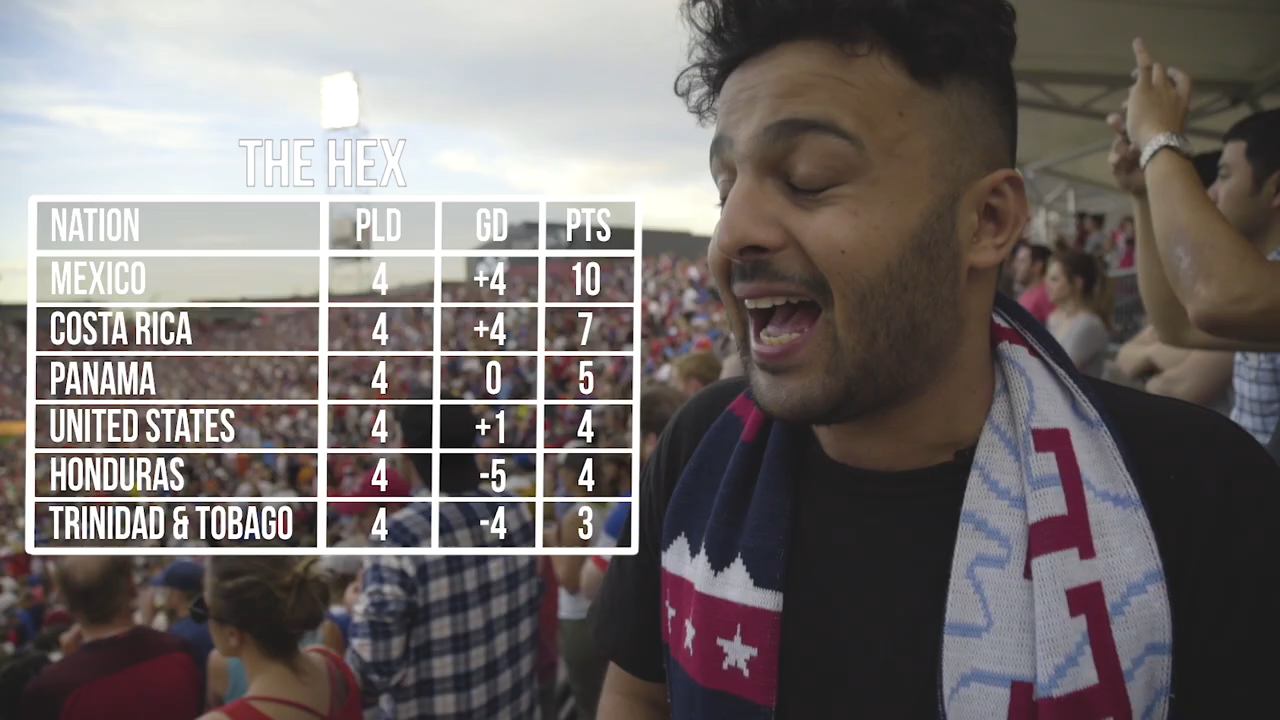 THE HEX
NATION PLD GD PTS
MEXICO 4 +4 10
COSTA RICA 4 +4 7
PANAMA 4 0 5
UNITED STATES 4 +1 4
HONDURAS 4 -5 4
TRINIDAD & TOBAGO 4 -4 3